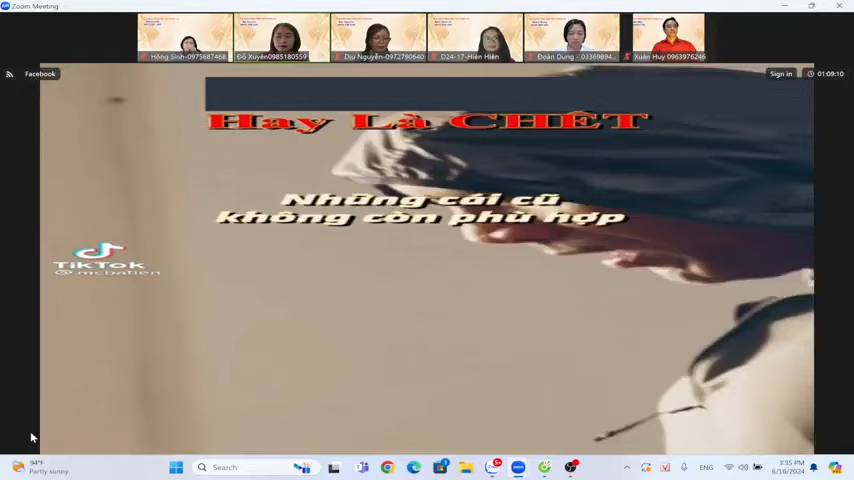 Zoom Meeting
Hồng Sinh-0975687468
Đỗ Xuyên0985180559
Dịu Nguyễn-0972790640
D24-17-Hiền Hiền
Đoàn Dung - 03369894...
Xuân Huy 0963976246
Facebook
Sign in
01:09:10
Hay Là CHẾT
Những cái cũ
không còn phù hợp
TikTok
@mcbatien
94°F
Partly sunny
Search
ENG
3:35 PM
6/16/2024